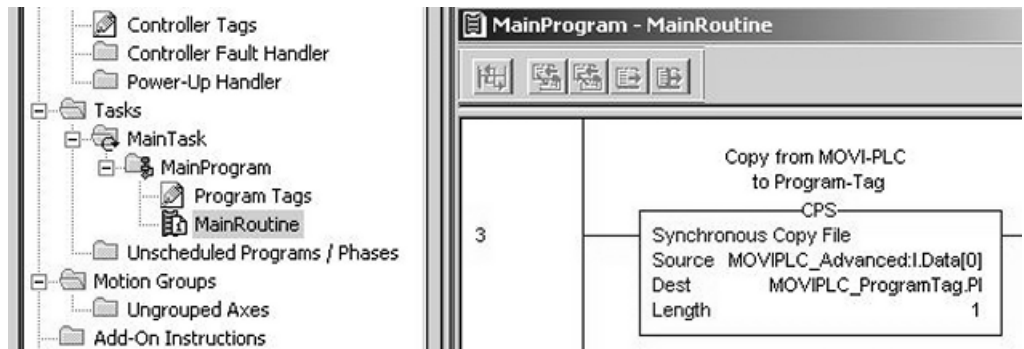 Controller Tags
Controller Fault Handler
Power-Up Handler
Tasks
MainTask
MainProgram
Program Tags
MainRoutine
Unscheduled Programs / Phases
Motion Groups
Ungrouped Axes
Add-On Instructions
MainProgram - MainRoutine
Copy from MOVI-PLC
to Program-Tag
CPS
3
Synchronous Copy File
Source MOVIPLC_Advanced:I.Data[0]
Dest MOVIPLC_ProgramTag.PI
Length 1